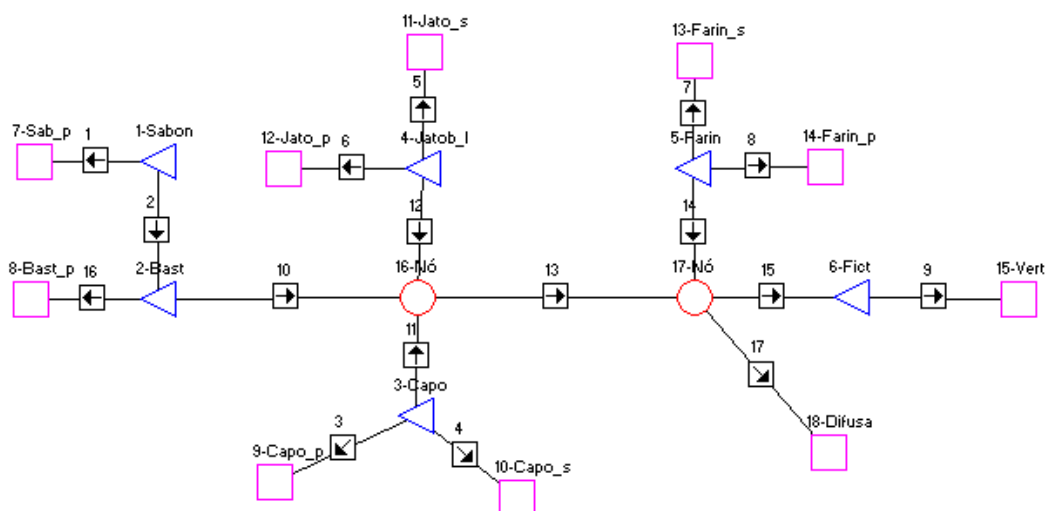 11-Jato_s
13-Farin_s
5
7
7-Sab_p
1
1-Sabon
12-Jato_p
6
4-Jatob_I
5-Farin
8
14-Farin_p
2
12
14
8-Bast_p
16
2-Bast
10
16-Nó
13
17-Nó
15
6-Fict
9
15-Vert
11
17
3-Capo
3
4
18-Difusa
9-Capo_p
10-Capo_s